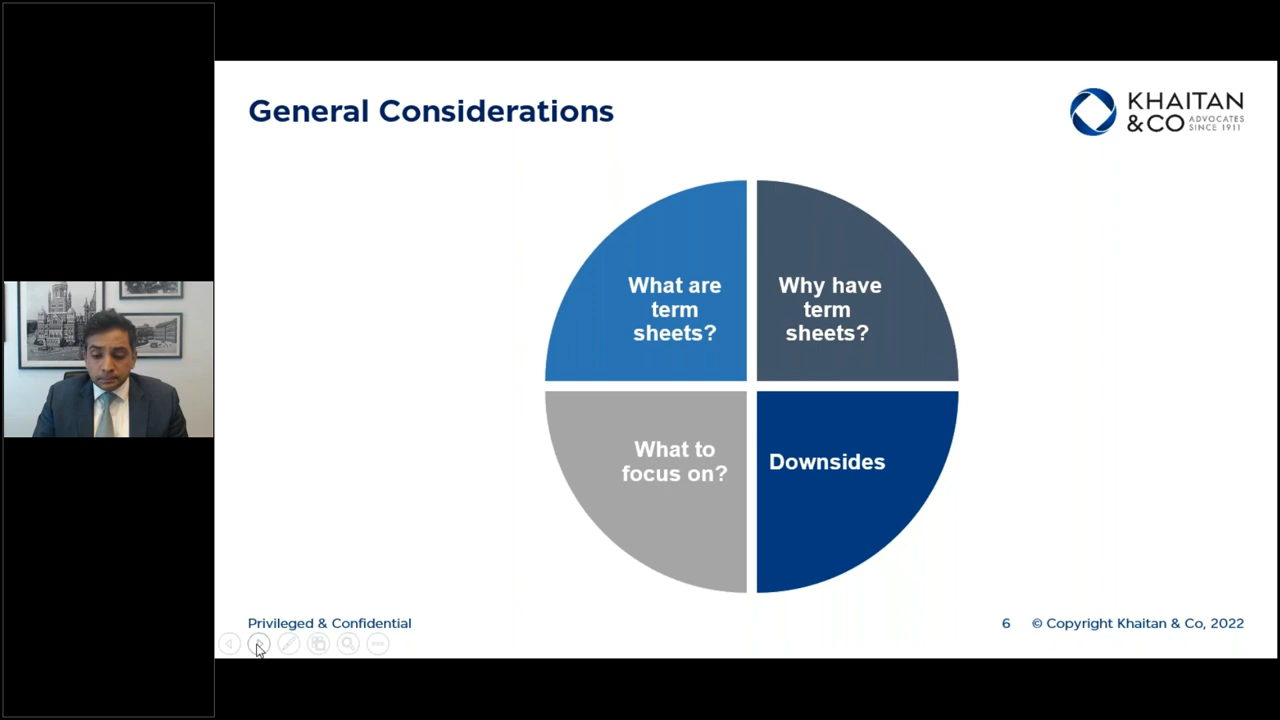 General Considerations
KHAITAN
&CO ADVOCATES
SINCE 1911
What are
term
sheets?
Why have
term
sheets?
What to
focus on?
Downsides
Privileged & Confidential
6 © Copyright Khaitan & Co, 2022